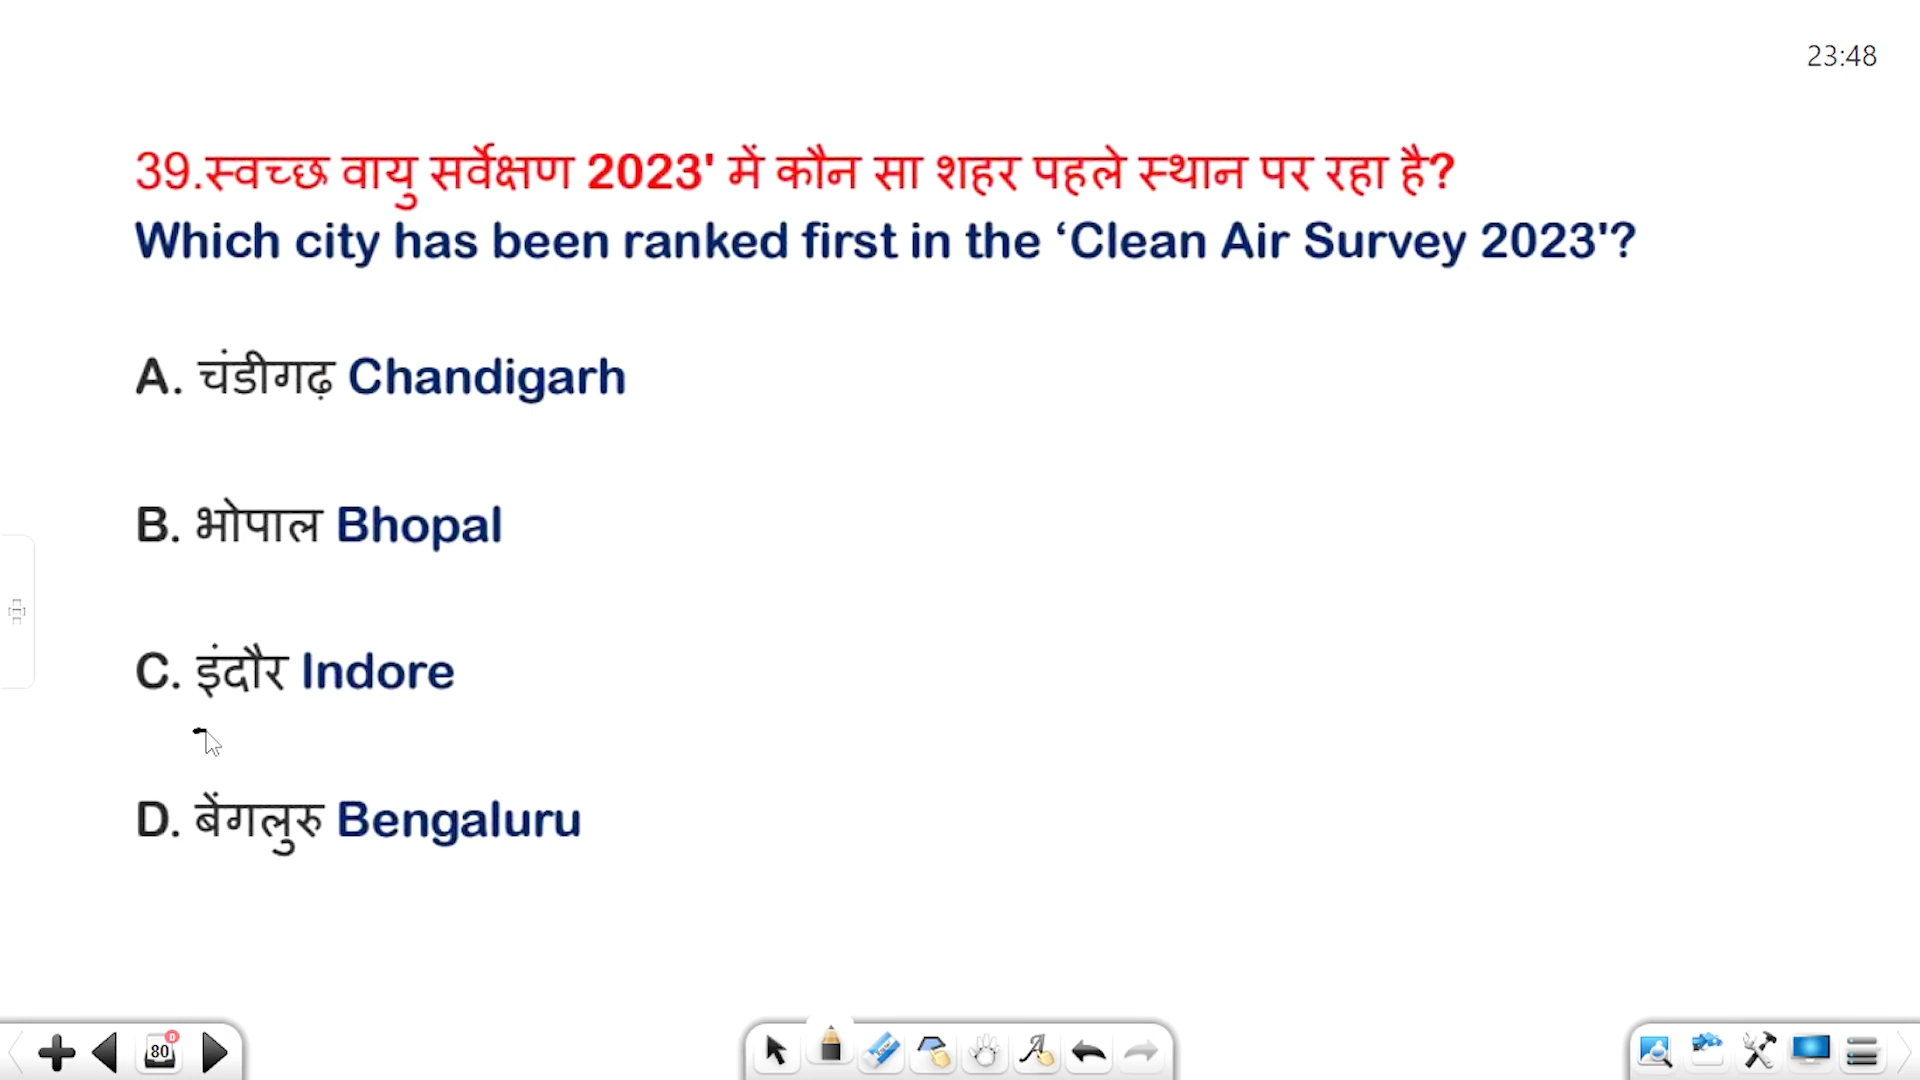 23:48
39.स्वच्छ वायु सर्वेक्षण 2023' में कौन सा शहर पहले स्थान पर रहा है?
Which city has been ranked first in the ‘Clean Air Survey 2023'?
A. चंडीगढ़ Chandigarh
B. भोपाल Bhopal
C. इंदौर Indore
D. बेंगलुरु Bengaluru
80